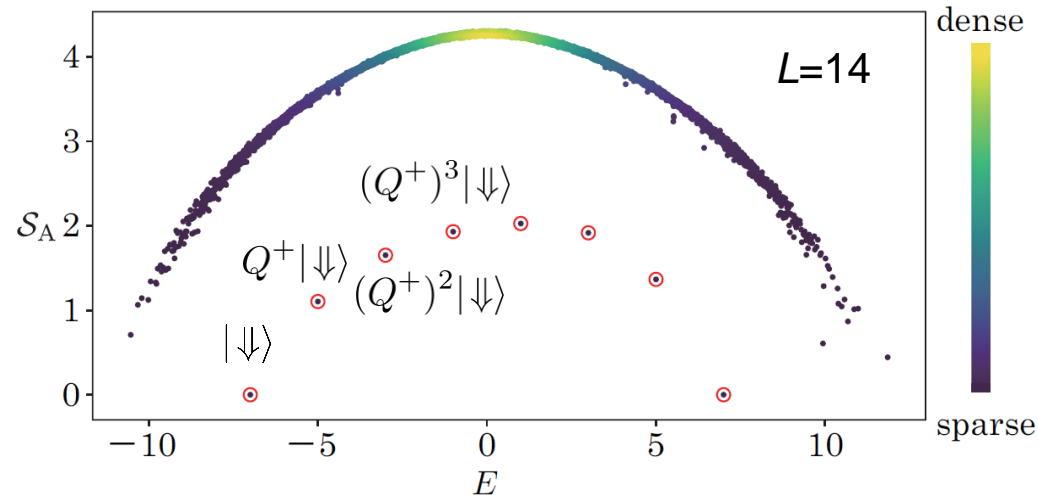 dense
L=14
4
3
(Q⁺)³|⇓⟩
𝒮_A 2
Q⁺|⇓⟩
(Q⁺)²|⇓⟩
1
|⇓⟩
0
sparse
−10 −5 0 5 10
E